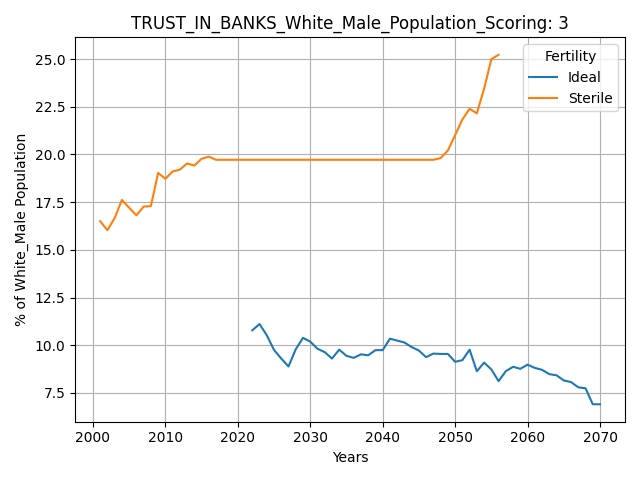 TRUST_IN_BANKS_White_Male_Population_Scoring: 3
% of White_Male Population
25.0
22.5
20.0
17.5
15.0
12.5
10.0
7.5
Fertility
Ideal
Sterile
2000 2010 2020 2030 2040 2050 2060 2070
Years